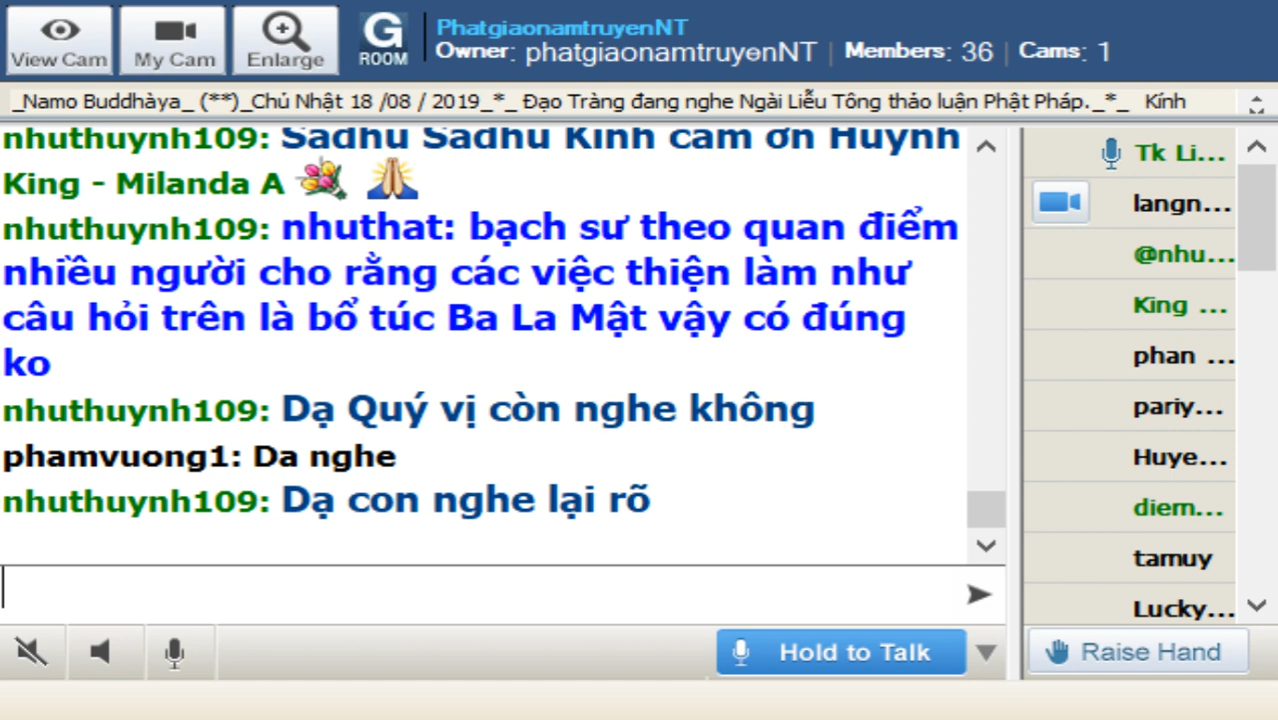 View Cam
My Cam
Enlarge
G
ROOM
PhatgiaonamtruyenNT
Owner: phatgiaonamtruyenNT | Members: 36 | Cams: 1
_Namo Buddhàya_ (**)_Chủ Nhật 18 /08 / 2019_*_ Đạo Tràng đang nghe Ngài Liễu Tông thảo luận Phật Pháp._*_ Kính
nhuthuynh109: Sadhu Sadhu Kính cám ơn Huynh
King - Milanda A
nhuthuynh109: nhuthat: bạch sư theo quan điểm
nhiều người cho rằng các việc thiện làm như
câu hỏi trên là bổ túc Ba La Mật vậy có đúng
ko
nhuthuynh109: Dạ Quý vị còn nghe không
phamvuong1: Da nghe
nhuthuynh109: Dạ con nghe lại rõ
Tk Li...
langn...
@nhu...
King ...
phan ...
pariy...
Huye...
diem...
tamuy
Lucky...
Hold to Talk
Raise Hand